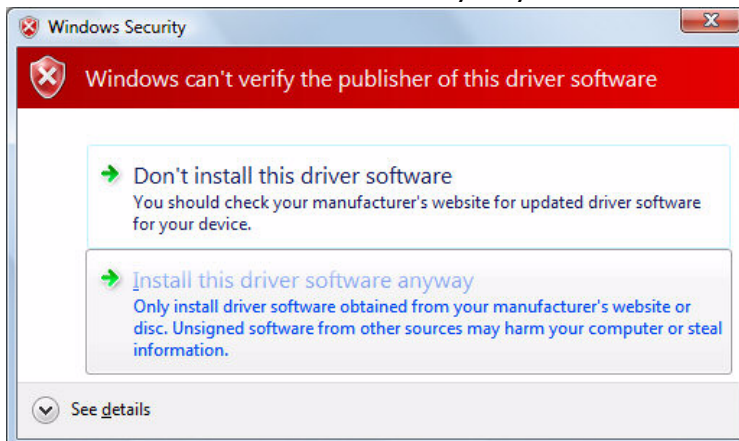 Windows Security
Windows can't verify the publisher of this driver software
Don't install this driver software
You should check your manufacturer's website for updated driver software
for your device.
Install this driver software anyway
Only install driver software obtained from your manufacturer's website or
disc. Unsigned software from other sources may harm your computer or steal
information.
See details